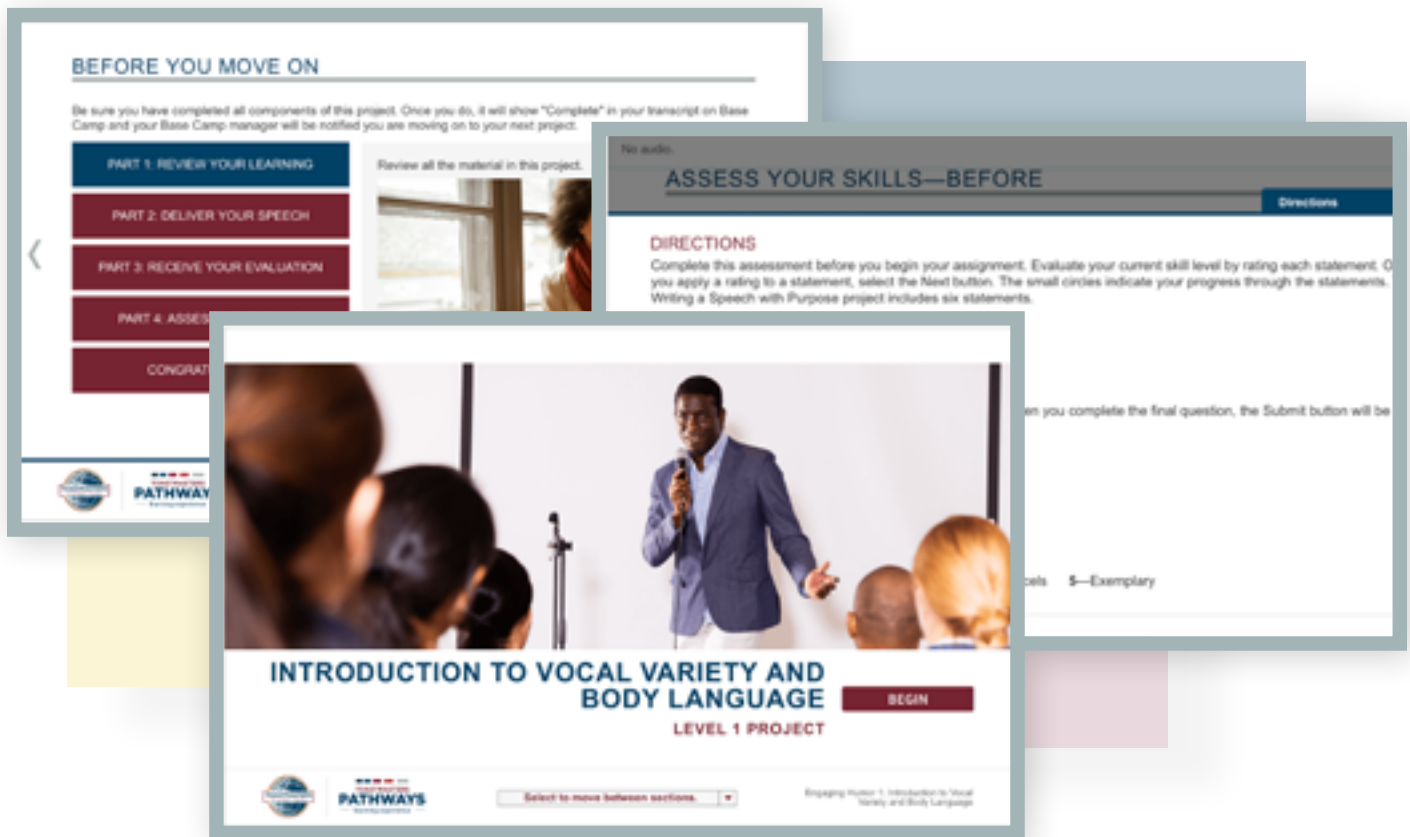 BEFORE YOU MOVE ON
Be sure you have completed all components of this project. Once you do, it will show "Complete" in your transcript on Base
Camp and your Base Camp manager will be notified you are moving on to your next project.
PART 1: REVIEW YOUR LEARNING
PART 2: DELIVER YOUR SPEECH
PART 3: RECEIVE YOUR EVALUATION
PART 4: ASSES
CONGRAT
Review all the material in this project.
PATHWAY
No audio.
ASSESS YOUR SKILLS—BEFORE
Directions
DIRECTIONS
Complete this assessment before you begin your assignment. Evaluate your current skill level by rating each statement. O
you apply a rating to a statement, select the Next button. The small circles indicate your progress through the statements.
Writing a Speech with Purpose project includes six statements.
en you complete the final question, the Submit button will be
cels 5—Exemplary
INTRODUCTION TO VOCAL VARIETY AND
BODY LANGUAGE
BEGIN
LEVEL 1 PROJECT
PATHWAYS
Select to move between sections.
Engaging Humor 1: Introduction to Vocal
Variety and Body Language